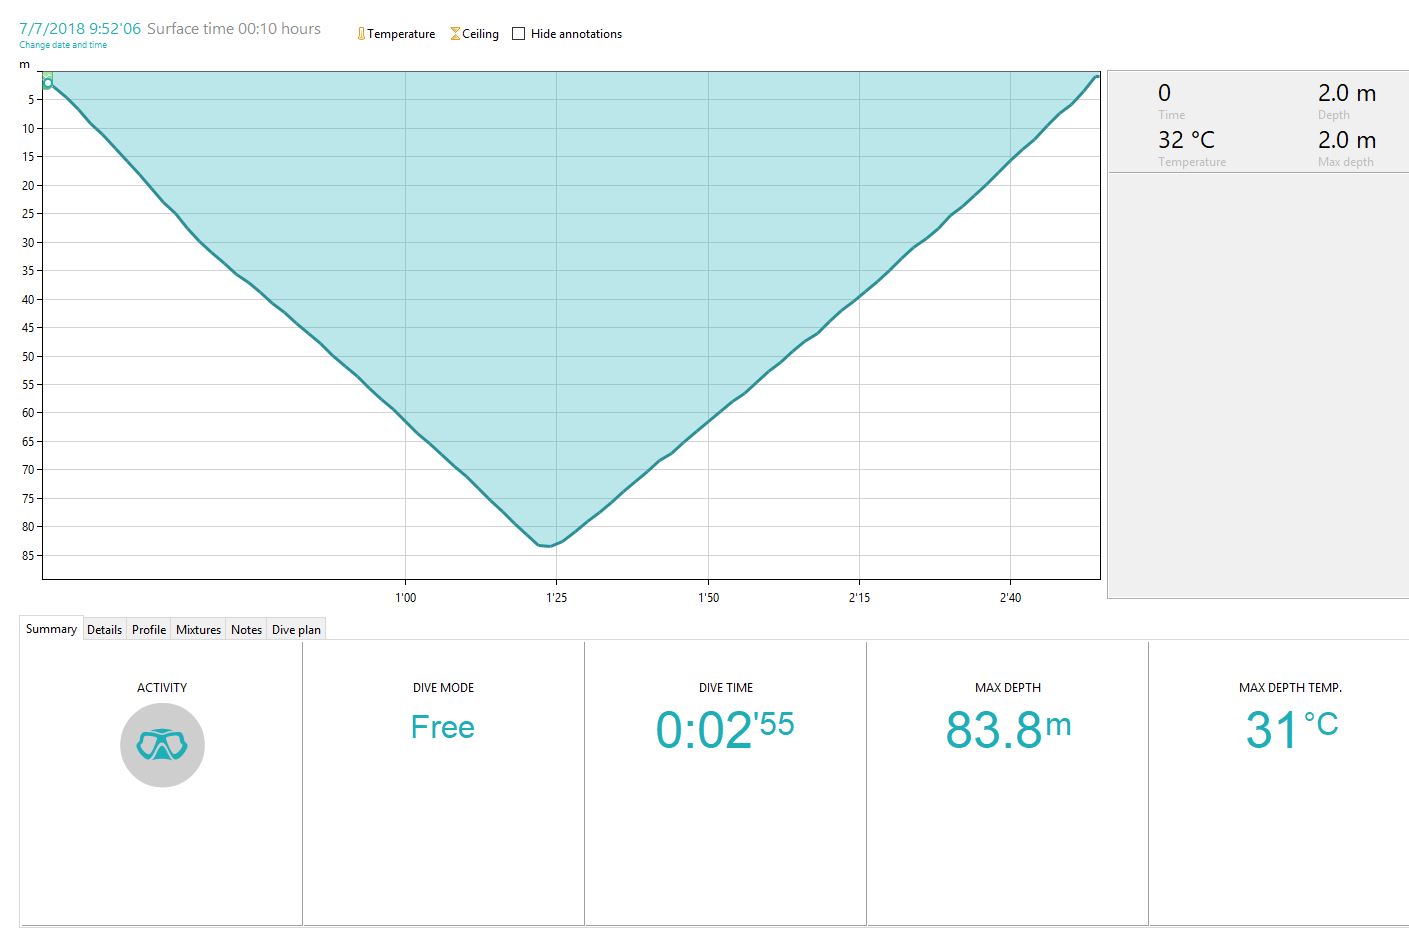 7/7/2018 9:52'06 Surface time 00:10 hours
Change date and time
Temperature Ceiling Hide annotations
m
5
10
15
20
25
30
35
40
45
50
55
60
65
70
75
80
85
1'00 1'25 1'50 2'15 2'40
0 2.0 m
Time Depth
32 °C 2.0 m
Temperature Max depth
Summary Details Profile Mixtures Notes Dive plan
ACTIVITY DIVE MODE DIVE TIME MAX DEPTH MAX DEPTH TEMP.
Free 0:02'55 83.8m 31°C